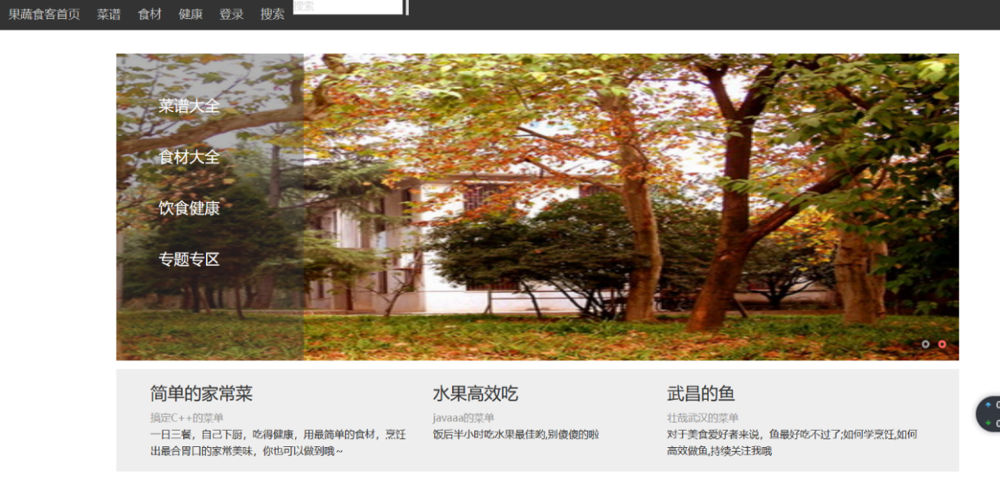 果蔬食客首页 菜谱 食材 健康 登录 搜索 搜索
菜谱大全
食材大全
饮食健康
专题专区
简单的家常菜
搞定C++的菜单
一日三餐，自己下厨，吃得健康，用最简单的食材，烹饪
出最合胃口的家常美味，你也可以做到哦~
水果高效吃
javaaa的菜单
饭后半小时吃水果最佳哟,别傻傻的啦
武昌的鱼
壮哉武汉的菜单
对于美食爱好者来说，鱼最好吃不过了;如何学烹饪,如何
高效做鱼,持续关注我哦